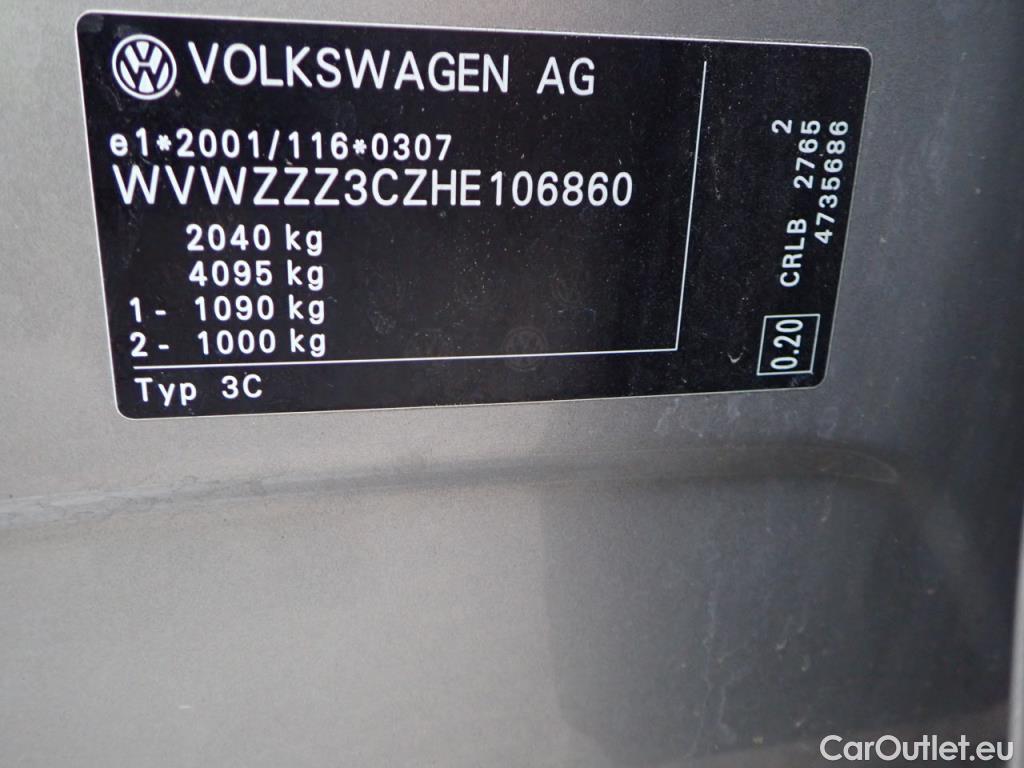 VOLKSWAGEN AG
e1*2001/116*0307
WVWZZZ3CZHE106860
2040 kg
4095 kg
1- 1090 kg
2- 1000 kg
Typ 3C
0.20 CRLB 2765 2
4735686
CarOutlet.eu